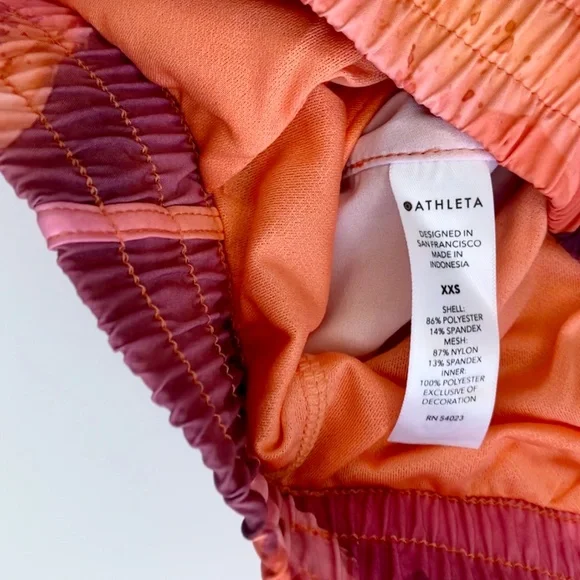 ATHLETA
DESIGNED IN
SAN FRANCISCO
MADE IN
INDONESIA
XXS
SHELL:
86% POLYESTER
14% SPANDEX
MESH:
87% NYLON
13% SPANDEX
INNER:
100% POLYESTER
EXCLUSIVE OF
DECORATION
RN 54023